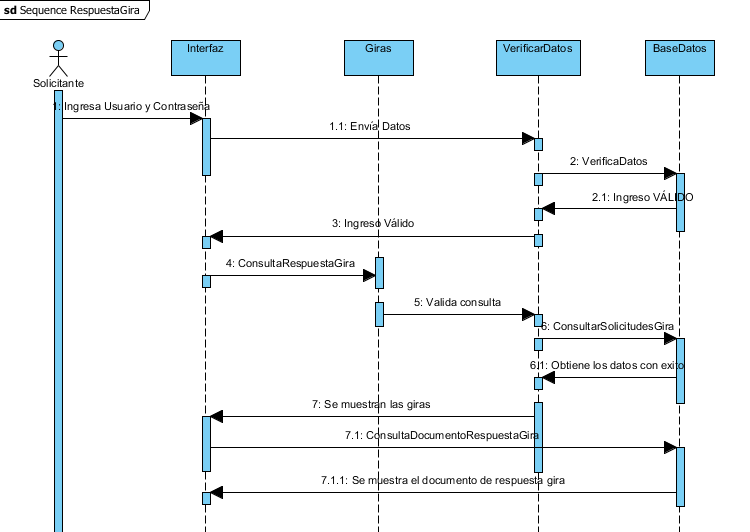 sd Sequence RespuestaGira
Interfaz
Giras
VerificarDatos
BaseDatos
Solicitante
1: Ingresa Usuario y Contraseña
1.1: Envía Datos
2: VerificaDatos
2.1: Ingreso VÁLIDO
3: Ingreso Válido
4: ConsultaRespuestaGira
5: Valida consulta
6: ConsultarSolicitudesGira
6.1: Obtiene los datos con exito
7: Se muestran las giras
7.1: ConsultaDocumentoRespuestaGira
7.1.1: Se muestra el documento de respuesta gira